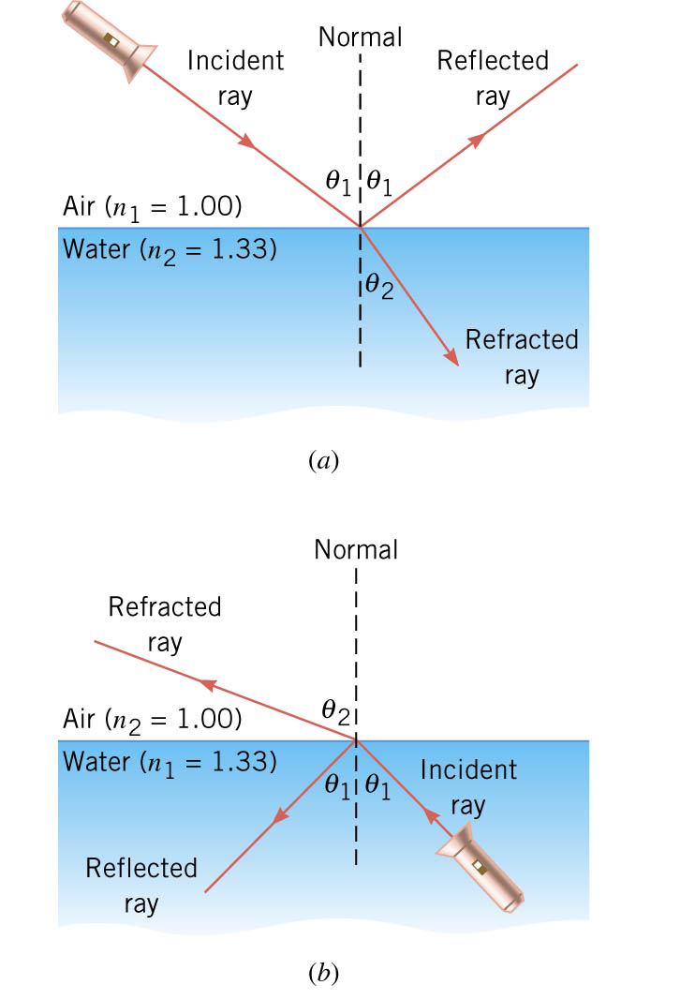 Normal
Incident
ray
Reflected
ray
θ1 θ1
Air (n1 = 1.00)
Water (n2 = 1.33)
θ2
Refracted
ray
(a)
Normal
Refracted
ray
θ2
Air (n2 = 1.00)
Water (n1 = 1.33)
θ1 θ1
Incident
ray
Reflected
ray
(b)